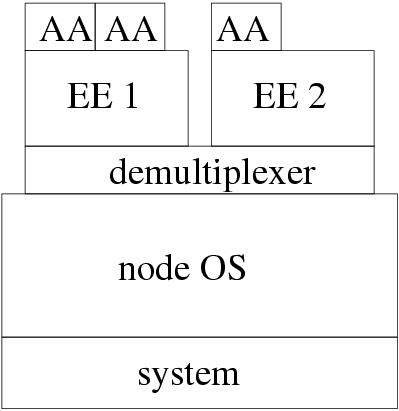 AA AA AA
EE 1 EE 2
demultiplexer
node OS
system